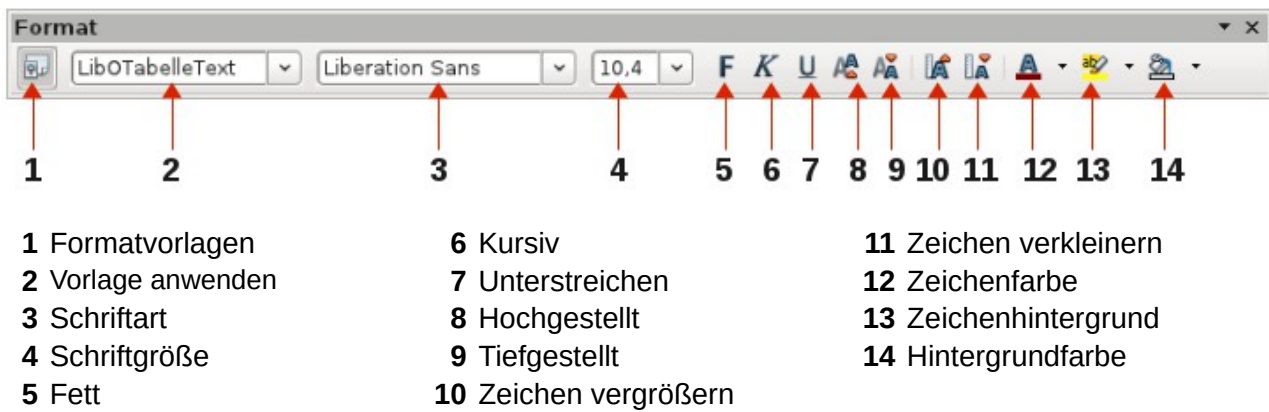 Format
LibOTabelleText Liberation Sans 10,4 F K U
1 2 3 4 5 6 7 8 9 10 11 12 13 14
1 Formatvorlagen
2 Vorlage anwenden
3 Schriftart
4 Schriftgröße
5 Fett
6 Kursiv
7 Unterstreichen
8 Hochgestellt
9 Tiefgestellt
10 Zeichen vergrößern
11 Zeichen verkleinern
12 Zeichenfarbe
13 Zeichenhintergrund
14 Hintergrundfarbe